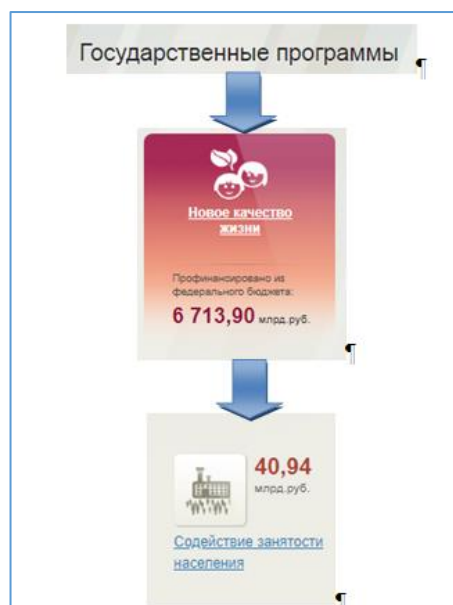 Государственные программы ¶
Новое качество
жизни
Профинансировано из
федерального бюджета:
6 713,90 млрд.руб.
¶
40,94
млрд.руб.
Содействие занятости
населения
¶